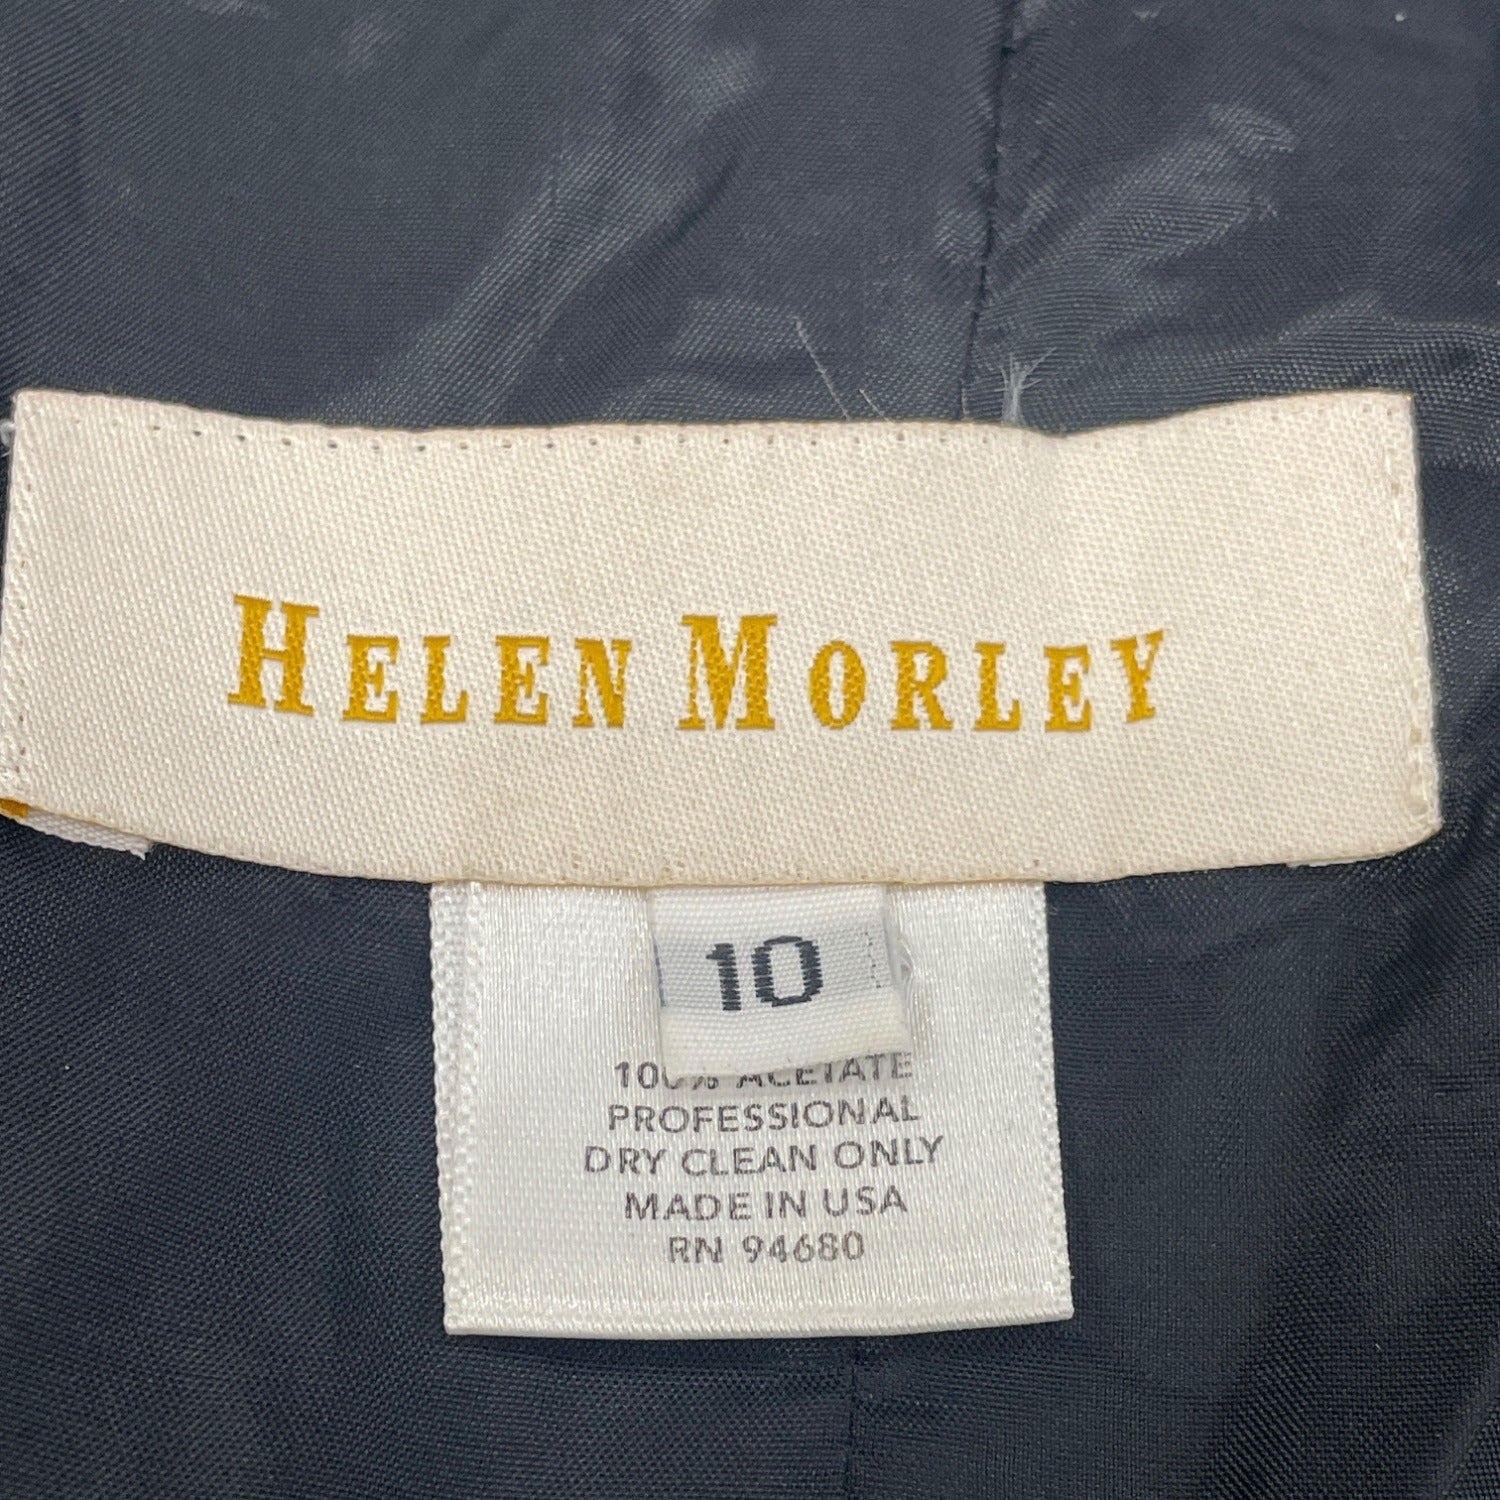 HELEN MORLEY
10
100% ACETATE
PROFESSIONAL
DRY CLEAN ONLY
MADE IN USA
RN 94680